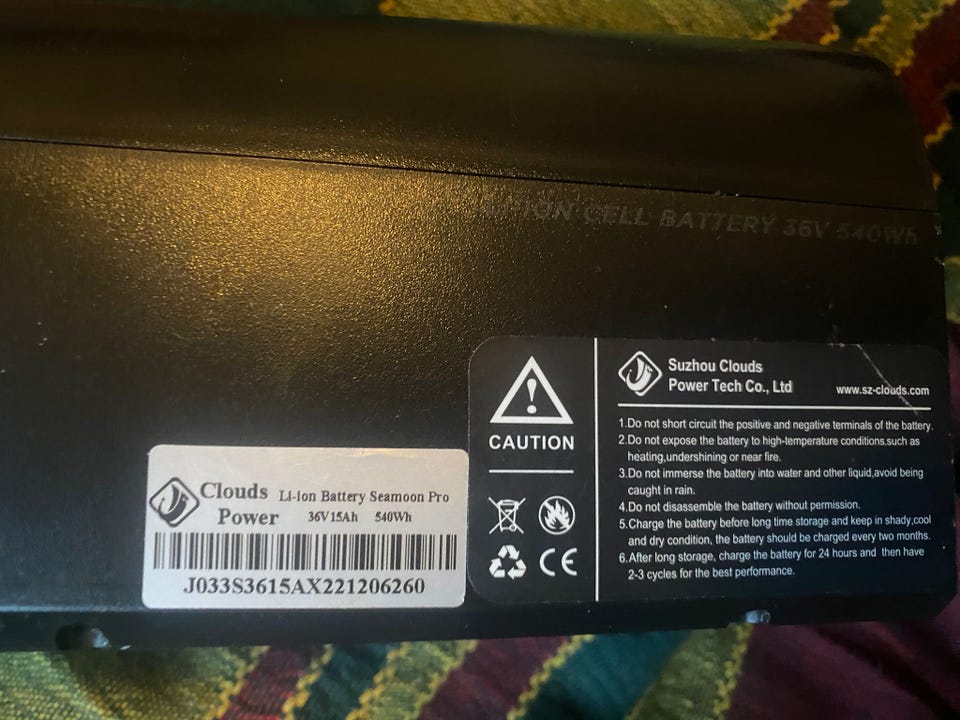 LI-ION CELL BATTERY 36V 540Wh
Clouds Power
Li-Ion Battery Seamoon Pro
36V15Ah 540Wh
J033S3615AX221206260
CAUTION
CE
Suzhou Clouds
Power Tech Co., Ltd
www.sz-clouds.com
1.Do not short circuit the positive and negative terminals of the battery.
2.Do not expose the battery to high-temperature conditions,such as
heating,undershining or near fire.
3.Do not immerse the battery into water and other liquid,avoid being
caught in rain.
4.Do not disassemble the battery without permission.
5.Charge the battery before long time storage and keep in shady,cool
and dry condition, the battery should be charged every two months.
6.After long storage, charge the battery for 24 hours and then have
2-3 cycles for the best performance.